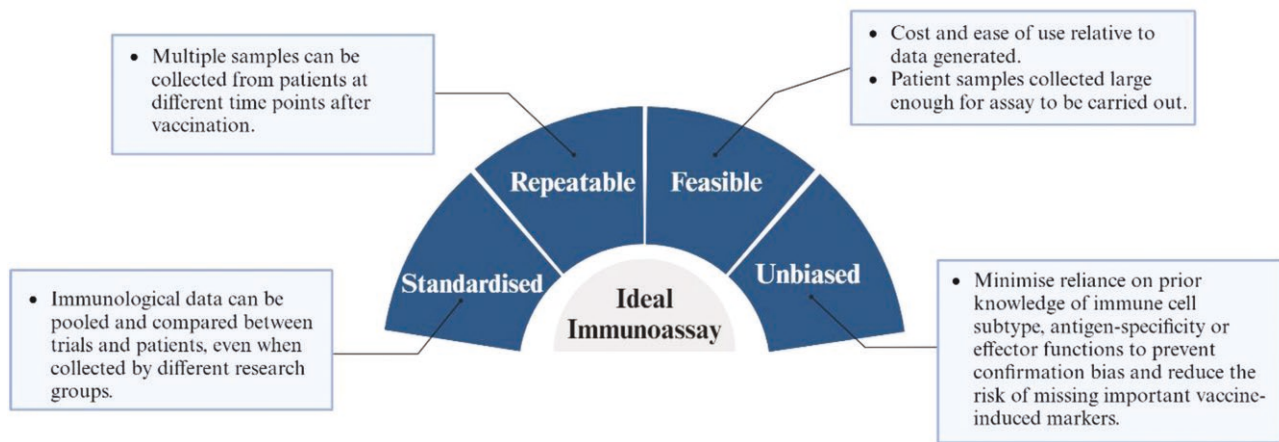 • Multiple samples can be
collected from patients at
different time points after
vaccination.
• Cost and ease of use relative to
data generated.
• Patient samples collected large
enough for assay to be carried out.
Repeatable
Feasible
Standardised
Unbiased
Ideal
Immunoassay
• Immunological data can be
pooled and compared between
trials and patients, even when
collected by different research
groups.
• Minimise reliance on prior
knowledge of immune cell
subtype, antigen-specificity or
effector functions to prevent
confirmation bias and reduce the
risk of missing important vaccine-
induced markers.